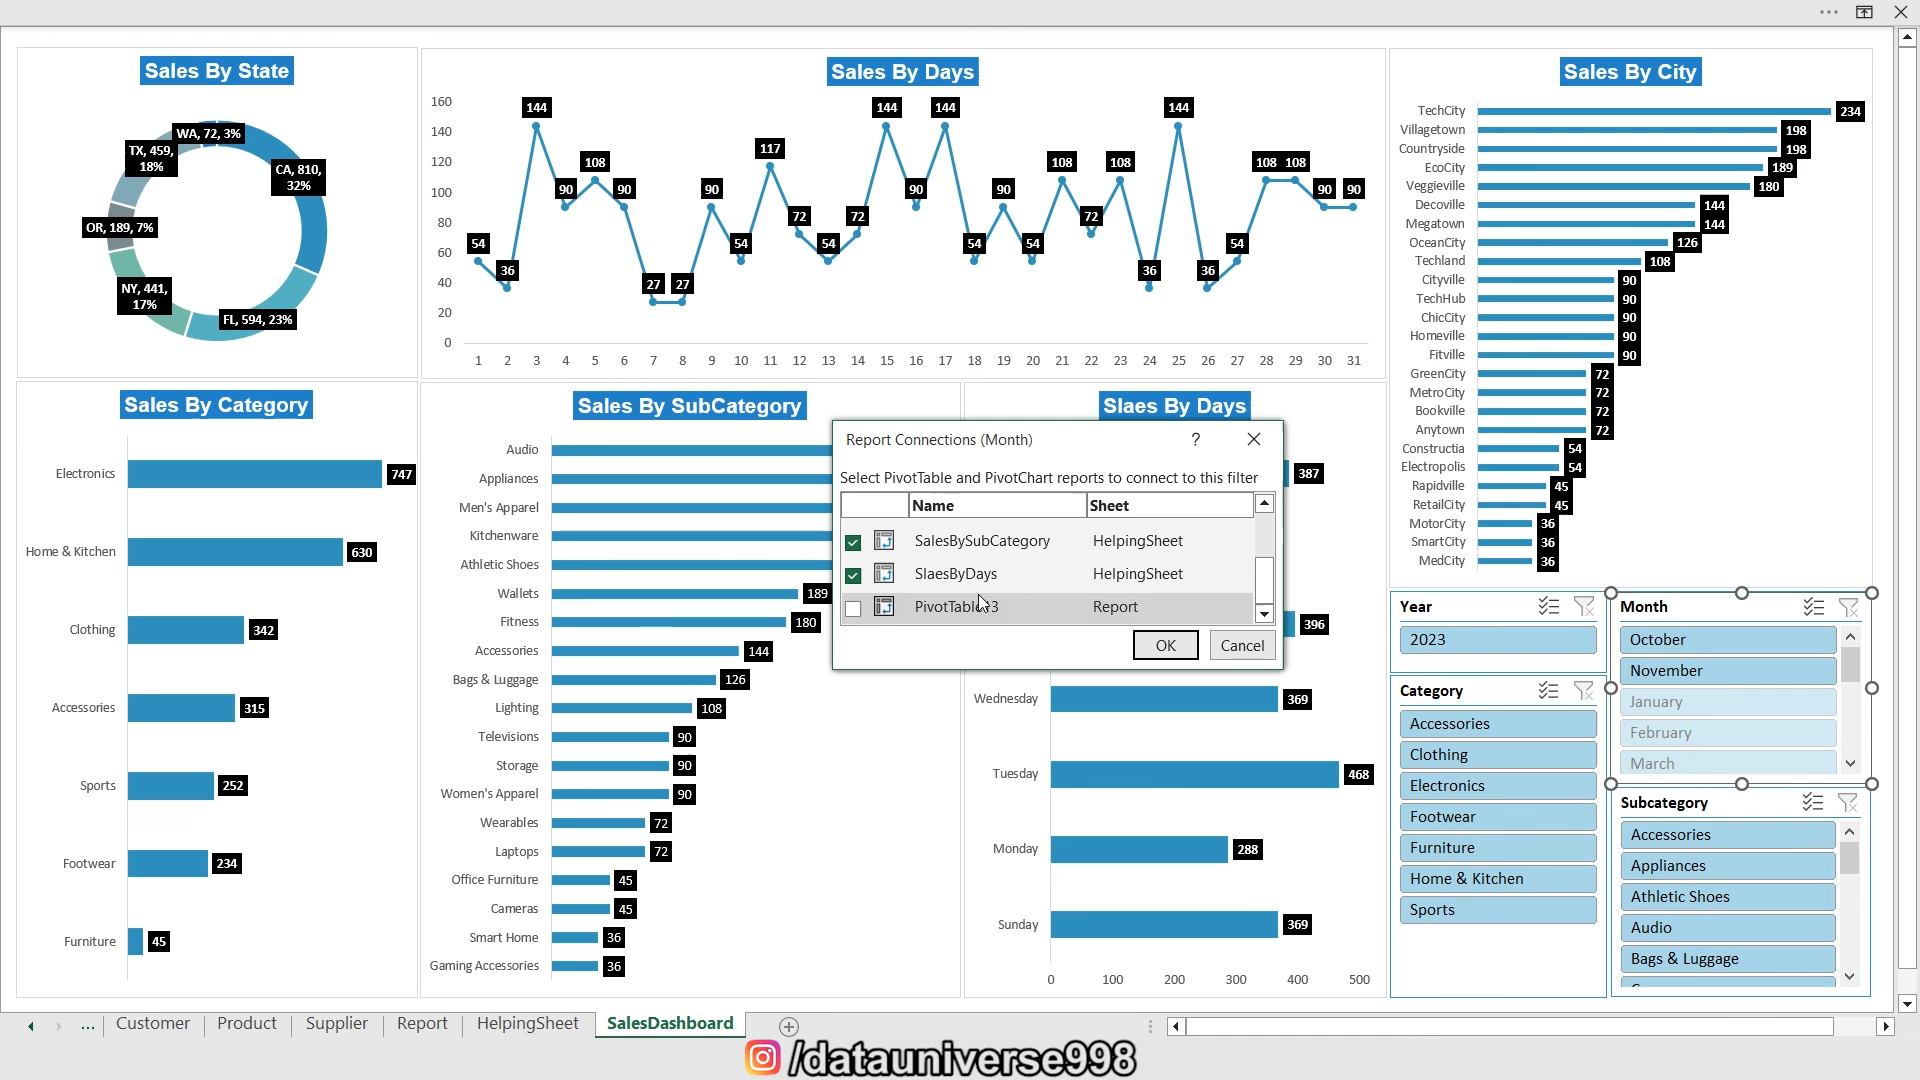 Sales By State
WA, 72, 3%
TX, 459,
18%
CA, 810,
32%
OR, 189, 7%
NY, 441,
17%
FL, 594, 23%
Sales By Days
160
140
120
100
80
60
40
20
0
54
36
144
90
108
90
27
27
90
54
117
72
54
72
144
90
144
54
90
54
108
72
108
36
144
36
54
108
108
90
90
1 2 3 4 5 6 7 8 9 10 11 12 13 14 15 16 17 18 19 20 21 22 23 24 25 26 27 28 29 30 31
Sales By City
TechCity 234
Villagetown 198
Countryside 198
EcoCity 189
Veggieville 180
Decoville 144
Megatown 144
OceanCity 126
Techland 108
Cityville 90
TechHub 90
ChicCity 90
Homeville 90
Fitville 90
GreenCity 72
MetroCity 72
Bookville 72
Anytown 72
Constructia 54
Electropolis 54
Rapidville 45
RetailCity 45
MotorCity 36
SmartCity 36
MedCity 36
Sales By Category
Electronics 747
Home & Kitchen 630
Clothing 342
Accessories 315
Sports 252
Footwear 234
Furniture 45
Sales By SubCategory
Audio
Appliances
Men's Apparel
Kitchenware
Athletic Shoes
Wallets 189
Fitness 180
Accessories 144
Bags & Luggage 126
Lighting 108
Televisions 90
Storage 90
Women's Apparel 90
Wearables 72
Laptops 72
Office Furniture 45
Cameras 45
Smart Home 36
Gaming Accessories 36
Slaes By Days
387
396
Wednesday 369
Tuesday 468
Monday 288
Sunday 369
0 100 200 300 400 500
Report Connections (Month) ?
Select PivotTable and PivotChart reports to connect to this filter
Name Sheet
SalesBySubCategory HelpingSheet
SlaesByDays HelpingSheet
Report
OK Cancel
Year
2023
Month
October
November
January
February
March
Category
Accessories
Clothing
Electronics
Footwear
Furniture
Home & Kitchen
Sports
Subcategory
Accessories
Appliances
Athletic Shoes
Audio
Bags & Luggage
... Customer Product Supplier Report HelpingSheet SalesDashboard
/datauniverse998